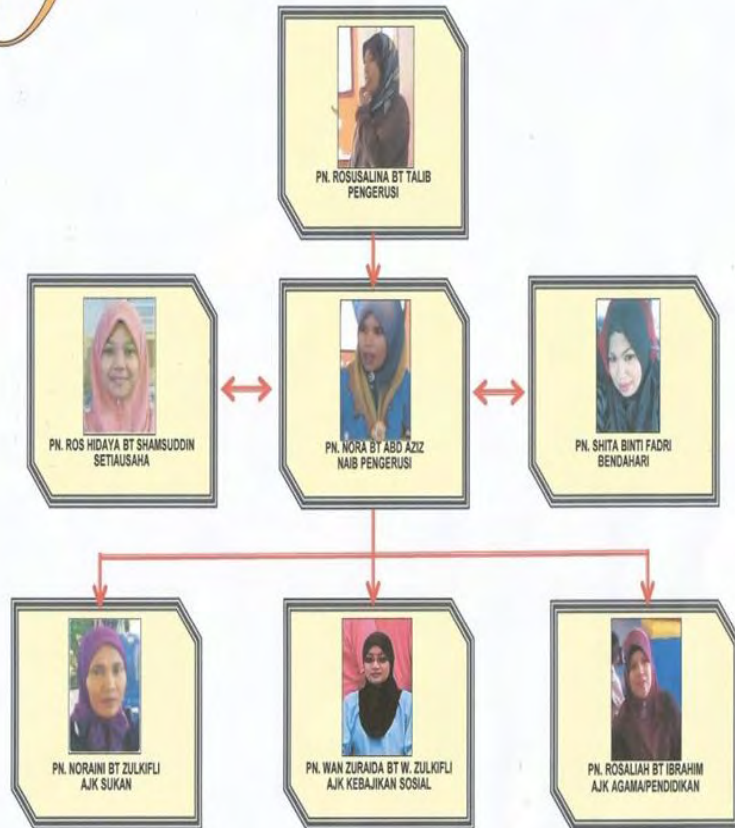 PN. ROSUSALINA BT TALIB
PENGERUSI
PN. ROS HIDAYA BT SHAMSUDDIN
SETIAUSAHA
PN. NORA BT ABD AZIZ
NAIB PENGERUSI
PN. SHITA BINTI FADRI
BENDAHARI
PN. NORAINI BT ZULKIFLI
AJK SUKAN
PN. WAN ZURAIDA BT W. ZULKIFLI
AJK KEBAJIKAN SOSIAL
PN. ROSALIAH BT IBRAHIM
AJK AGAMA/PENDIDIKAN